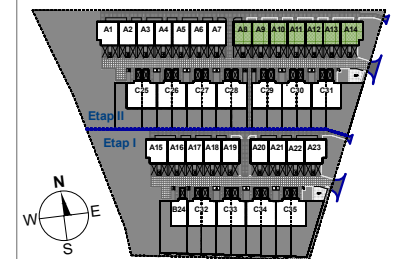 A1 A2 A3 A4 A5 A6 A7 A8 A9 A10 A11 A12 A13 A14
C25 C26 C27 C28 C29 C30 C31
Etap II
Etap I
A15 A16 A17 A18 A19 A20 A21 A22 A23
B24 C32 C33 C34 C35
N
W E
S